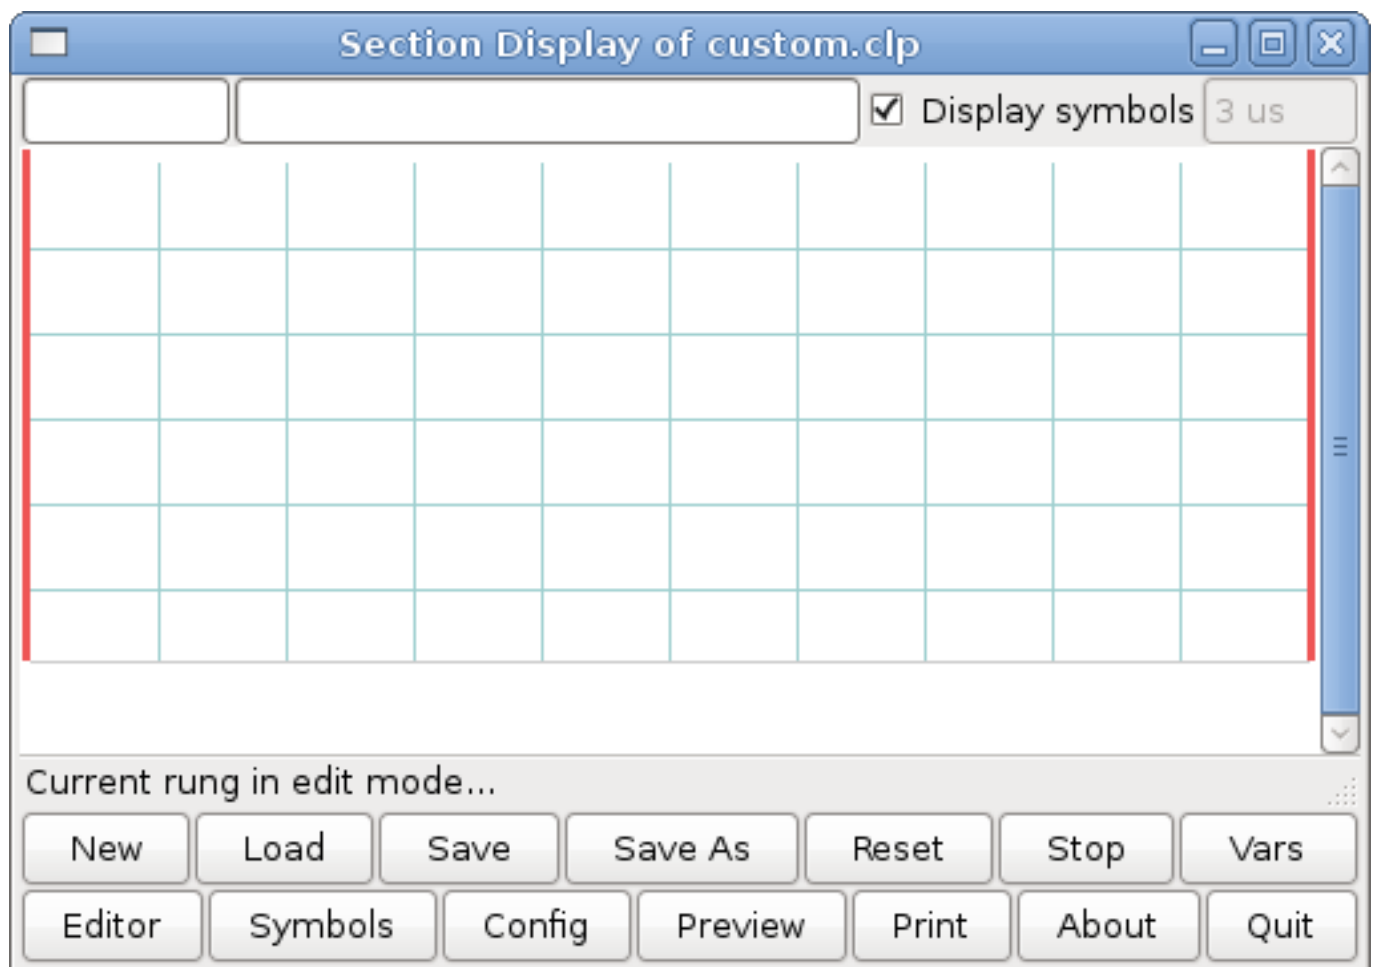 Section Display of custom.clp
Display symbols 3 us
Current rung in edit mode...
New Load Save Save As Reset Stop Vars
Editor Symbols Config Preview Print About Quit